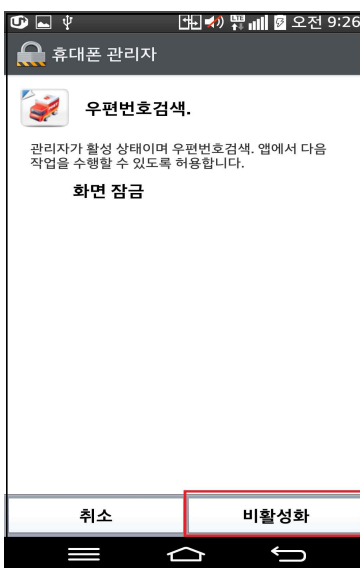 오전 9:26
휴대폰 관리자
우편번호검색.
관리자가 활성 상태이며 우편번호검색. 앱에서 다음
작업을 수행할 수 있도록 허용합니다.
화면 잠금
취소
비활성화